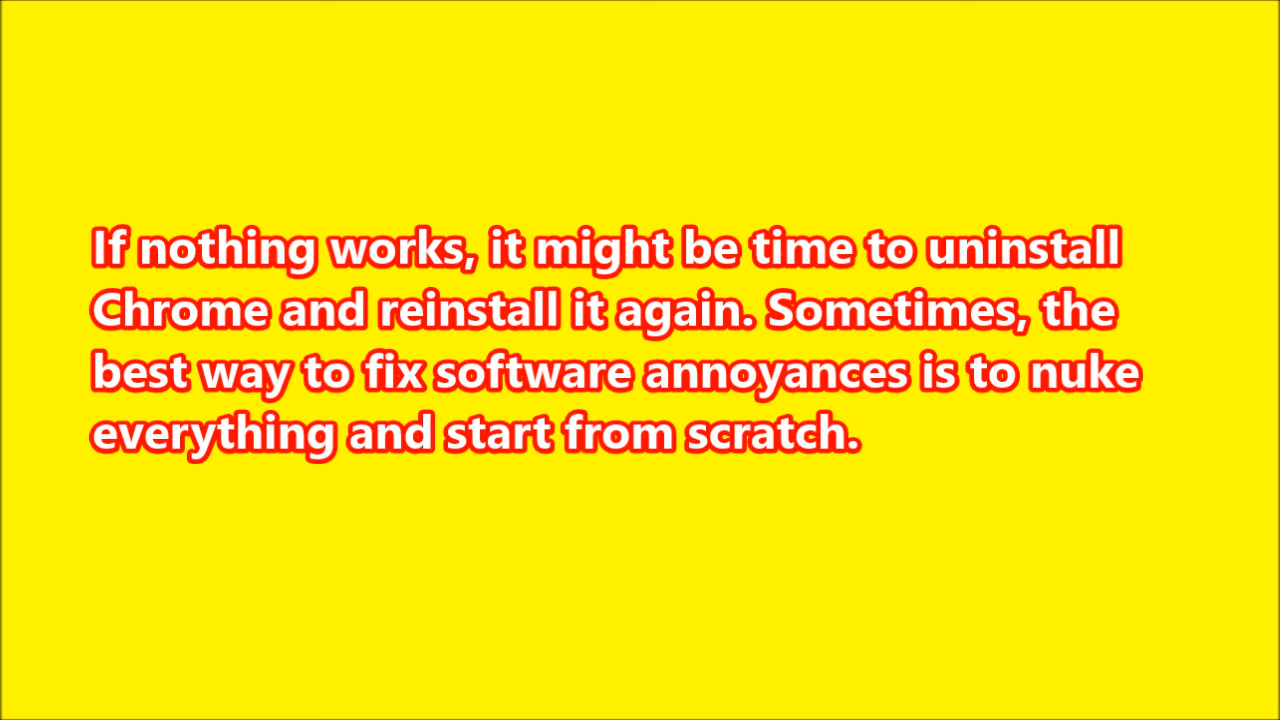 If nothing works, it might be time to uninstall
Chrome and reinstall it again. Sometimes, the
best way to fix software annoyances is to nuke
everything and start from scratch.